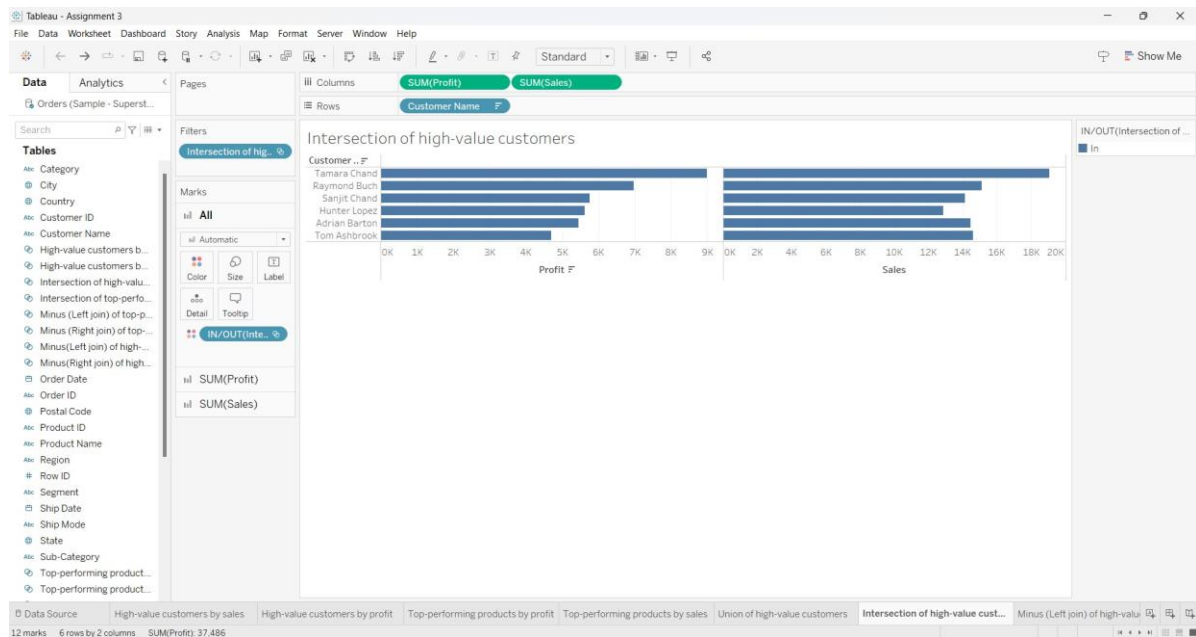 Tableau - Assignment 3
File Data Worksheet Dashboard Story Analysis Map Format Server Window Help
Standard
Show Me
Data Analytics
Orders (Sample - Superst...
Search
Tables
Category
City
Country
Customer ID
Customer Name
High-value customers b...
High-value customers b...
Intersection of high-valu...
Intersection of top-perfo...
Minus (Left join) of top-p...
Minus (Right join) of top-...
Minus(Left join) of high-...
Minus(Right join) of high...
Order Date
Order ID
Postal Code
Product ID
Product Name
Region
Row ID
Segment
Ship Date
Ship Mode
State
Sub-Category
Top-performing product...
Top-performing product...
Pages
Filters
Intersection of hig..
Marks
All
Automatic
Color Size Label
Detail Tooltip
IN/OUT(Inte..
SUM(Profit)
SUM(Sales)
Columns SUM(Profit) SUM(Sales)
Rows Customer Name
Intersection of high-value customers
Customer ..
Tamara Chand
Raymond Buch
Sanjit Chand
Hunter Lopez
Adrian Barton
Tom Ashbrook
0K 1K 2K 3K 4K 5K 6K 7K 8K 9K 0K 2K 4K 6K 8K 10K 12K 14K 16K 18K 20K
Profit Sales
IN/OUT(Intersection of ...
In
Data Source High-value customers by sales High-value customers by profit Top-performing products by profit Top-performing products by sales Union of high-value customers Intersection of high-value cust... Minus (Left join) of high-valu
12 marks 6 rows by 2 columns SUM(Profit): 37,486